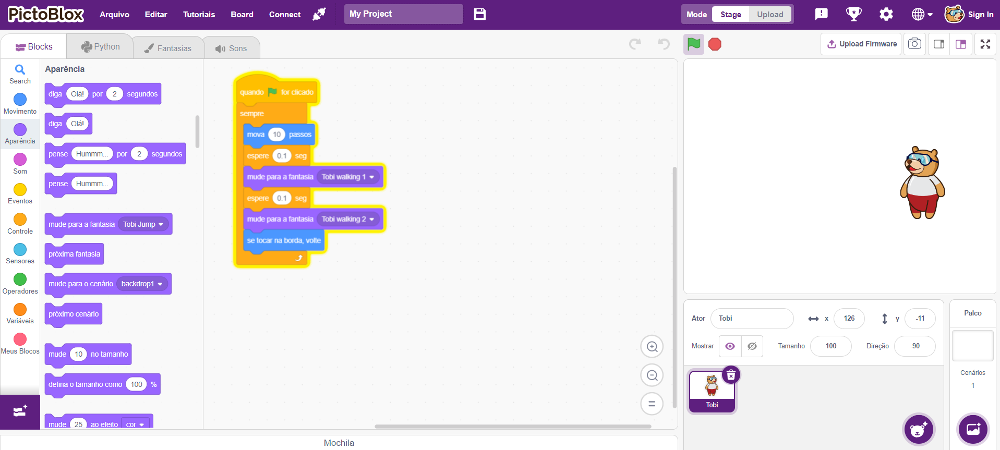 PictoBlox Arquivo Editar Tutoriais Board Connect My Project Mode Stage Upload Sign In
Blocks Python Fantasias Sons Upload Firmware
Search
Movimento
Aparência
Som
Eventos
Controle
Sensores
Operadores
Variáveis
Meus Blocos
Aparência
diga Olá! por 2 segundos
diga Olá!
pense Hummm... por 2 segundos
pense Hummm...
mude para a fantasia Tobi Jump
próxima fantasia
mude para o cenário backdrop1
próximo cenário
mude 10 no tamanho
defina o tamanho como 100 %
mude 25 ao efeito cor
quando for clicado
sempre
mova 10 passos
espere 0.1 seg
mude para a fantasia Tobi walking 1
espere 0.1 seg
mude para a fantasia Tobi walking 2
se tocar na borda, volte
Mochila
Ator Tobi x 126 y -11
Mostrar Tamanho 100 Direção -90
Tobi
Palco
Cenários
1